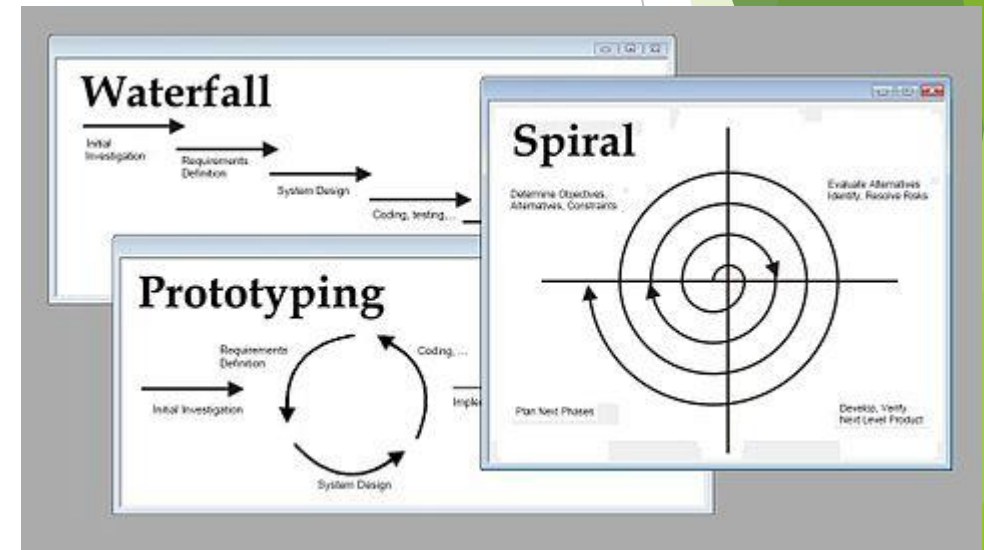 Waterfall
Initial
Investigation
Requirements
Definition
System Design
Coding, testing,...
Prototyping
Requirements
Definition
Coding, ...
Initial Investigation
System Design
Spiral
Determine Objectives,
Alternatives, Constraints
Evaluate Alternatives
Identify, Resolve Risks
Plan Next Phases
Develop, Verify
Next Level Product